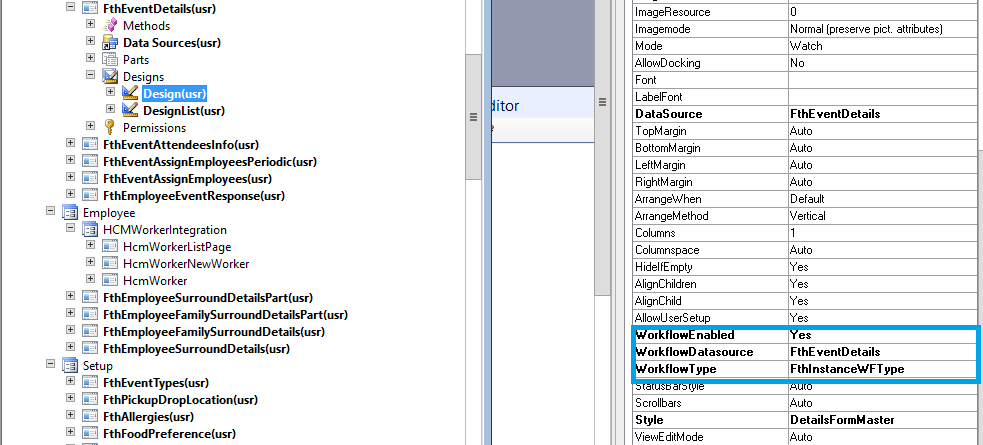 FthEventDetails(usr)
Methods
Data Sources(usr)
Parts
Designs
Design(usr)
DesignList(usr)
Permissions
FthEventAttendeesInfo(usr)
FthEventAssignEmployeesPeriodic(usr)
FthEventAssignEmployees(usr)
FthEmployeeEventResponse(usr)
Employee
HCMWorkerIntegration
HcmWorkerListPage
HcmWorkerNewWorker
HcmWorker
FthEmployeeSurroundDetailsPart(usr)
FthEmployeeFamilySurroundDetailsPart(usr)
FthEmployeeFamilySurroundDetails(usr)
FthEmployeeSurroundDetails(usr)
Setup
FthEventTypes(usr)
FthPickupDropLocation(usr)
FthAllergies(usr)
FthFoodPreference(usr)
ditor
ImageResource 0
Imagemode Normal (preserve pict. attributes)
Mode Watch
AllowDocking No
Font
LabelFont
DataSource FthEventDetails
TopMargin Auto
BottomMargin Auto
LeftMargin Auto
RightMargin Auto
ArrangeWhen Default
ArrangeMethod Vertical
Columns 1
Columnspace Auto
HideIfEmpty Yes
AlignChildren Yes
AlignChild Yes
AllowUserSetup Yes
WorkflowEnabled Yes
WorkflowDatasource FthEventDetails
WorkflowType FthInstanceWFType
StatusBarStyle Auto
Scrollbars Auto
Style DetailsFormMaster
ViewEditMode Auto